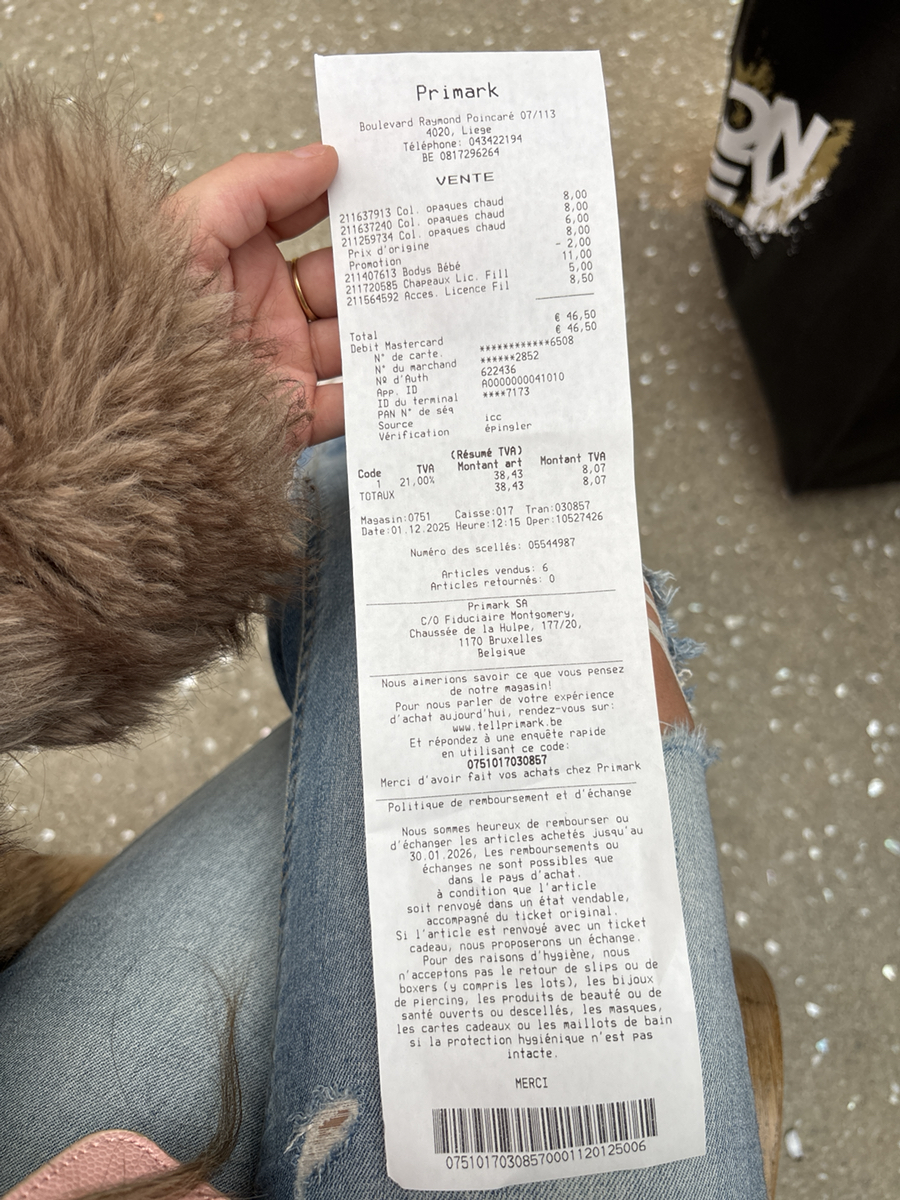 Primark
Boulevard Raymond Poincaré 07/113
4020, Liege
Téléphone: 043422194
BE 0817296264
VENTE
211637913 Col. opaques chaud 8,00
211637240 Col. opaques chaud 8,00
211259734 Col. opaques chaud 6,00
Prix d'origine 8,00
Promotion - 2,00
211407613 Bodys Bébé 11,00
211720585 Chapeaux Lic. Fill 5,00
211564592 Acces. Licence Fil 8,50
Total € 46,50
Debit Mastercard € 46,50
N° de carte. ************6508
N° du marchand ******2852
Nº d'Auth 622436
App. ID A0000000041010
ID du terminal ****7173
PAN N° de séq
Source icc
Vérification épingler
(Résumé TVA)
Code TVA Montant art Montant TVA
1 21,00% 38,43 8,07
TOTAUX 38,43 8,07
Magasin:0751 Caisse:017 Tran:030857
Date:01.12.2025 Heure:12:15 Oper:10527426
Numéro des scellés: 05544987
Articles vendus: 6
Articles retournés: 0
Primark SA
C/O Fiduciaire Montgomery,
Chaussée de la Hulpe, 177/20,
1170 Bruxelles
Belgique
Nous aimerions savoir ce que vous pensez
de notre magasin!
Pour nous parler de votre expérience
d'achat aujourd'hui, rendez-vous sur:
www.tellprimark.be
Et répondez à une enquête rapide
en utilisant ce code:
0751017030857
Merci d'avoir fait vos achats chez Primark
Politique de remboursement et d'échange
Nous sommes heureux de rembourser ou
d'échanger les articles achetés jusqu'au
30.01.2026, Les remboursements ou
échanges ne sont possibles que
dans le pays d'achat.
à condition que l'article
soit renvoyé dans un état vendable,
accompagné du ticket original.
Si l'article est renvoyé avec un ticket
cadeau, nous proposerons un échange.
Pour des raisons d'hygiène, nous
n'acceptons pas le retour de slips ou de
boxers (y compris les lots), les bijoux
de piercing, les produits de beauté ou de
santé ouverts ou descellés, les masques,
les cartes cadeaux ou les maillots de bain
si la protection hygiénique n'est pas
intacte.
MERCI
07510170308570001120125006